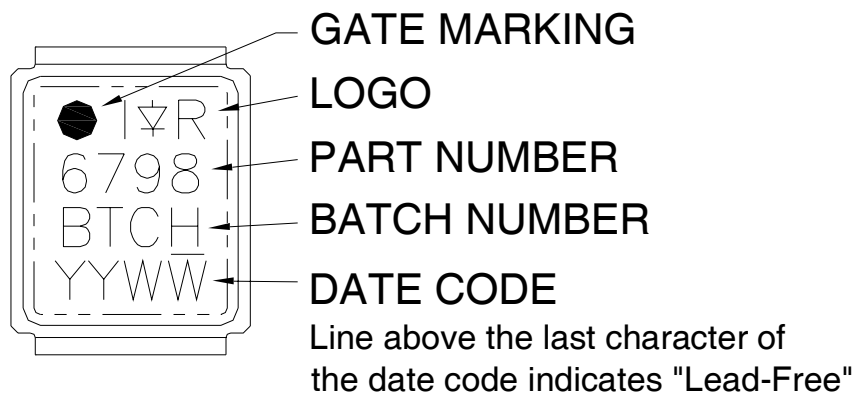 GATE MARKING
I R
LOGO
6798
PART NUMBER
BTCH
BATCH NUMBER
YYWW̅
DATE CODE
Line above the last character of
the date code indicates "Lead-Free"